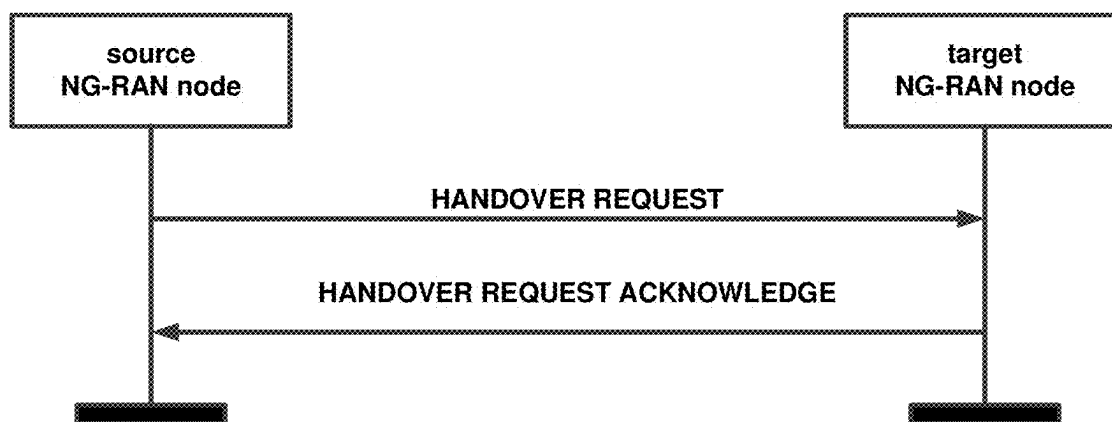 source
NG-RAN node
target
NG-RAN node
HANDOVER REQUEST
HANDOVER REQUEST ACKNOWLEDGE